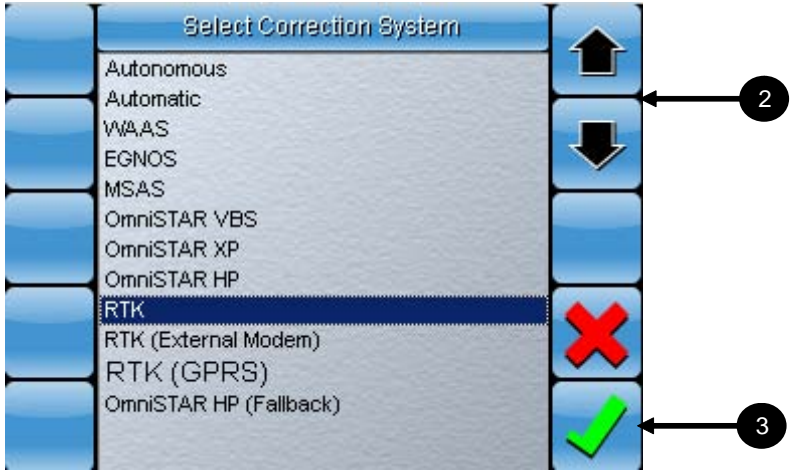 Select Correction System
Autonomous
Automatic
WAAS
EGNOS
MSAS
OmniSTAR VBS
OmniSTAR XP
OmniSTAR HP
RTK
RTK (External Modem)
RTK (GPRS)
OmniSTAR HP (Fallback)
2
3